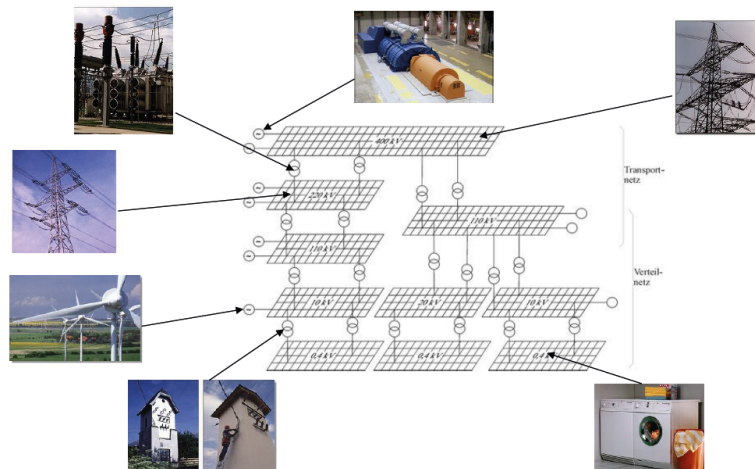 400 kV
Transport-
netz
220 kV
110 kV
110 kV
Verteil-
netz
10 kV
20 kV
10 kV
0,4 kV
0,4 kV
0,4 kV